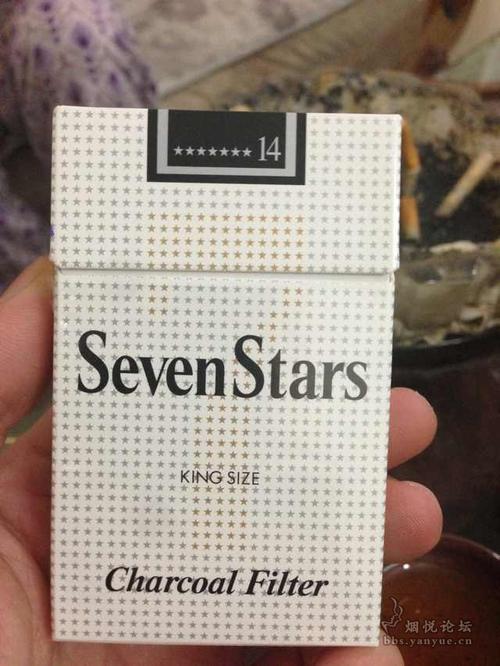 ★★★★★★★ 14
Seven Stars
KING SIZE
Charcoal Filter
烟悦论坛
bbs.yanyue.cn